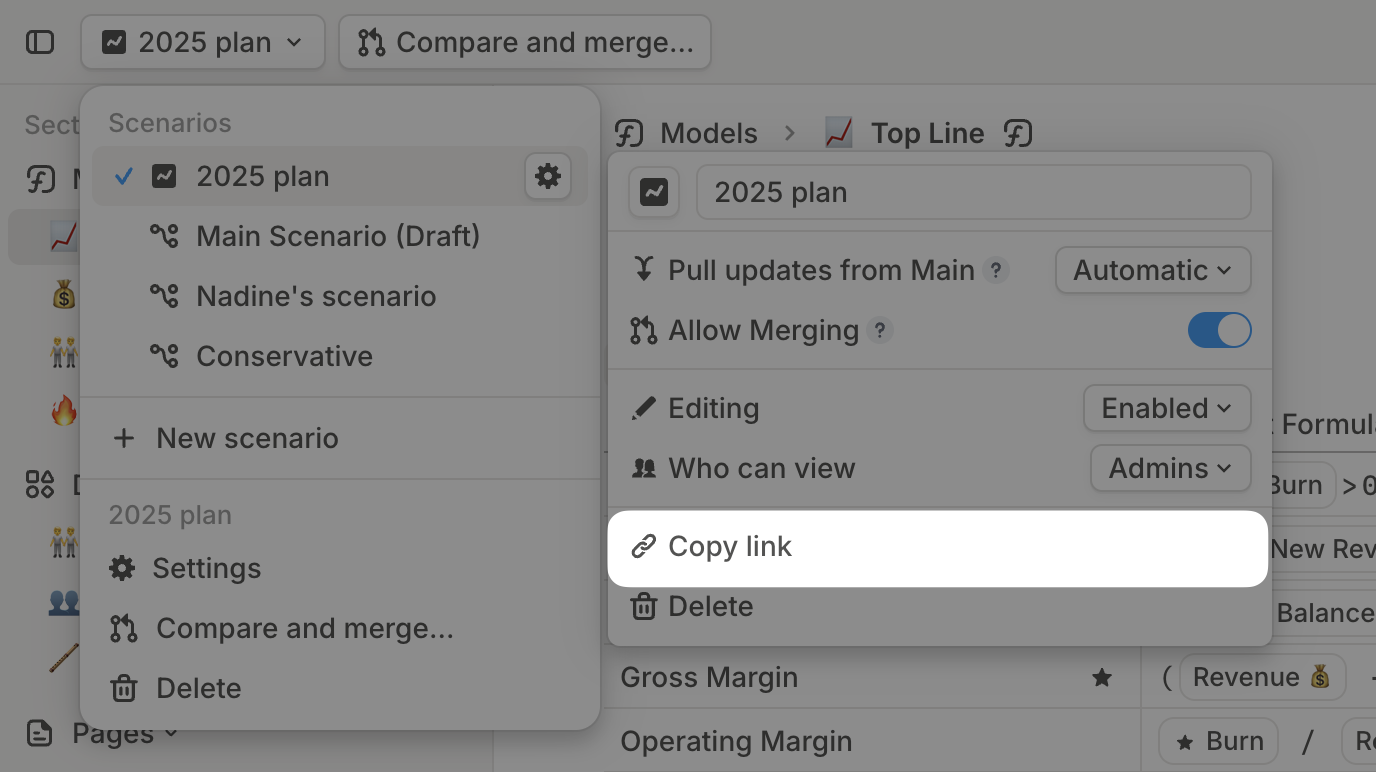 2025 plan
Compare and merge...
Sect
Scenarios
2025 plan
Main Scenario (Draft)
Nadine's scenario
Conservative
New scenario
2025 plan
Settings
Compare and merge...
Delete
Pages
Models > Top Line
2025 plan
Pull updates from Main ? Automatic
Allow Merging ?
Editing Enabled
Who can view Admins
Copy link
Delete
Formul
Burn > 0
New Rev
Balance
Gross Margin ( Revenue
Operating Margin Burn / R